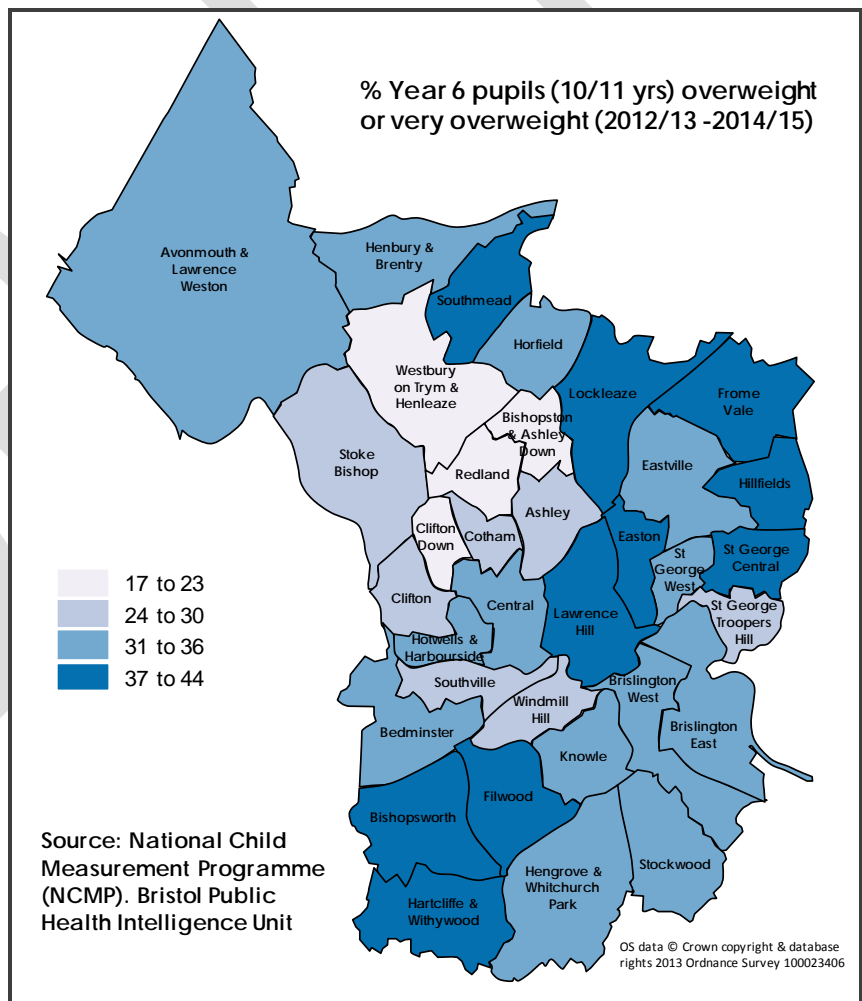 % Year 6 pupils (10/11 yrs) overweight
or very overweight (2012/13 -2014/15)
Avonmouth &
Lawrence
Weston
Henbury &
Brentry
Southmead
Horfield
Westbury
on Trym &
Henleaze
Lockleaze
Frome
Vale
Bishopston
& Ashley
Down
Stoke
Bishop
Redland
Eastville
Hillfields
Clifton
Down
Cotham
Ashley
Easton
St
George
West
St George
Central
17 to 23
24 to 30
31 to 36
37 to 44
Clifton
Central
Lawrence
Hill
St George
Troopers
Hill
Hotwells &
Harbourside
Southville
Windmill
Hill
Brislington
West
Brislington
East
Bedminster
Knowle
Filwood
Bishopsworth
Stockwood
Hengrove &
Whitchurch
Park
Hartcliffe &
Withywood
Source: National Child
Measurement Programme
(NCMP). Bristol Public
Health Intelligence Unit
OS data © Crown copyright & database
rights 2013 Ordnance Survey 100023406